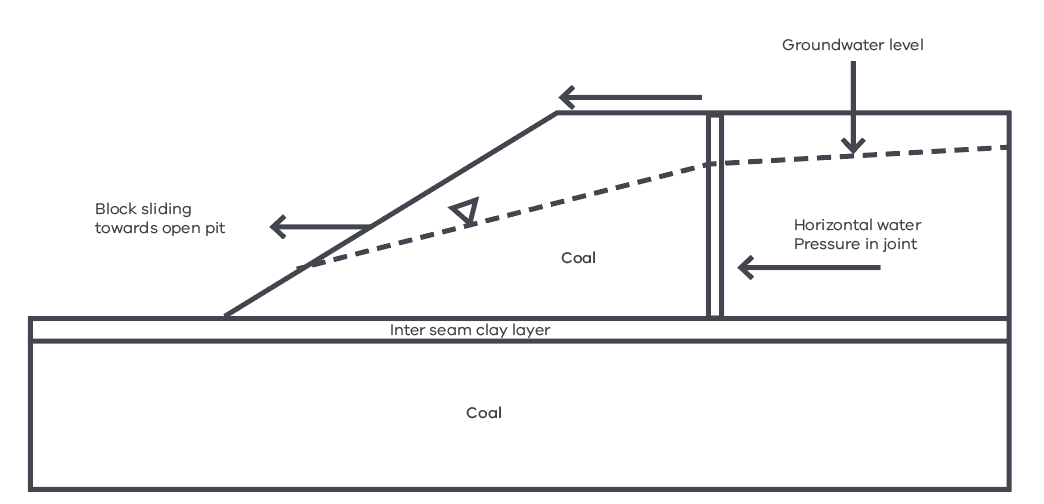 Groundwater level
Block sliding
towards open pit
Horizontal water
Pressure in joint
Coal
Inter seam clay layer
Coal